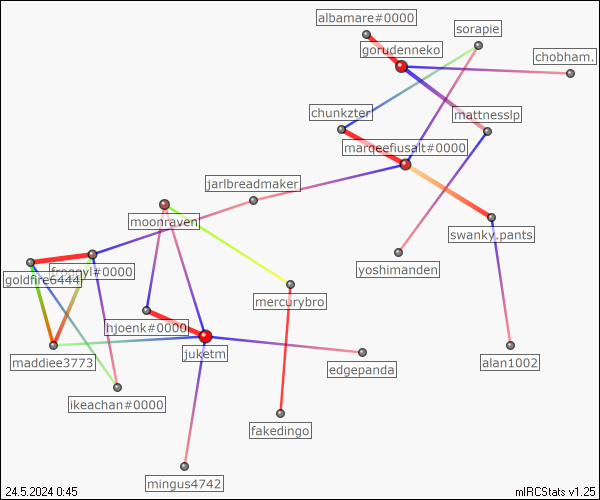 albamare#0000
sorapie
gorudenneko
chobham.
chunkzter
mattnesslp
marqeefiusalt#0000
jarlbreadmaker
moonraven
swanky.pants
yoshimanden
goldfire6444
#0000
mercurybro
hjoenk#0000
juketm
maddiee3773
edgepanda
alan1002
ikeachan#0000
fakedingo
mingus4742
24.5.2024 0:45
mIRCStats v1.25